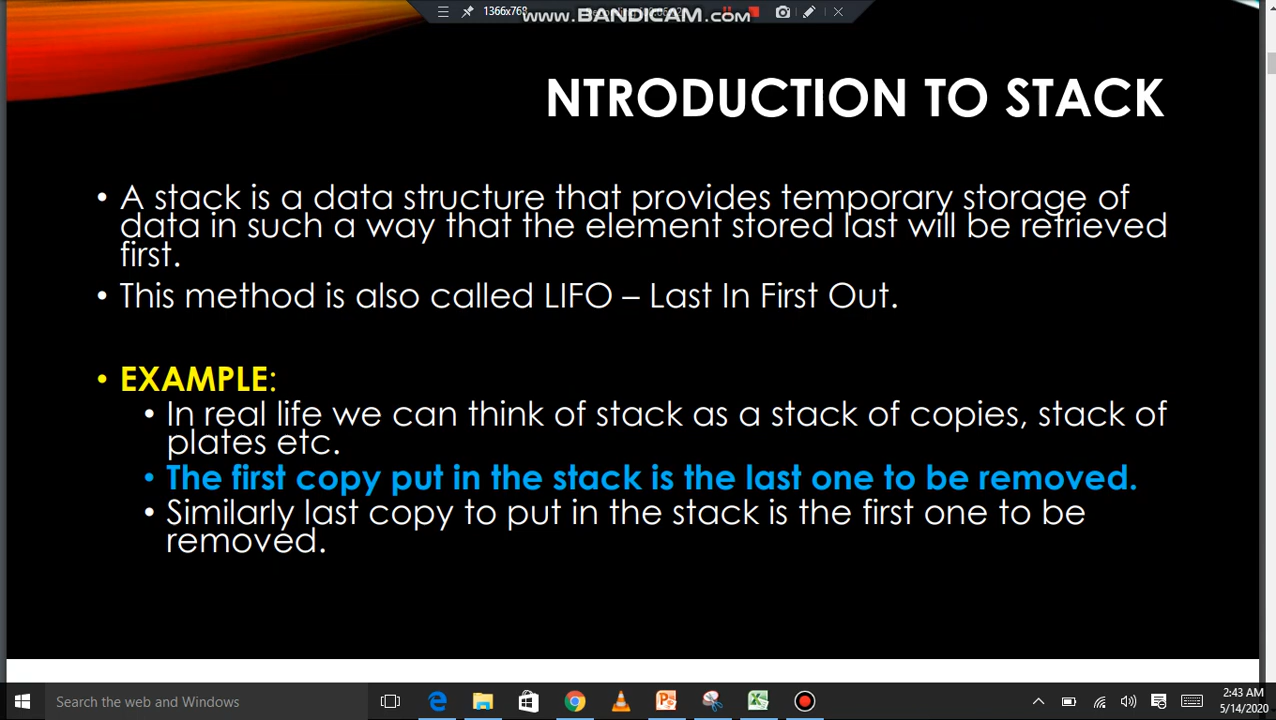 1366x768
www.BANDICAM.com
NTRODUCTION TO STACK
• A stack is a data structure that provides temporary storage of
data in such a way that the element stored last will be retrieved
first.
• This method is also called LIFO – Last In First Out.
• EXAMPLE:
• In real life we can think of stack as a stack of copies, stack of
plates etc.
• The first copy put in the stack is the last one to be removed.
• Similarly last copy to put in the stack is the first one to be
removed.
Search the web and Windows
2:43 AM
5/14/2020